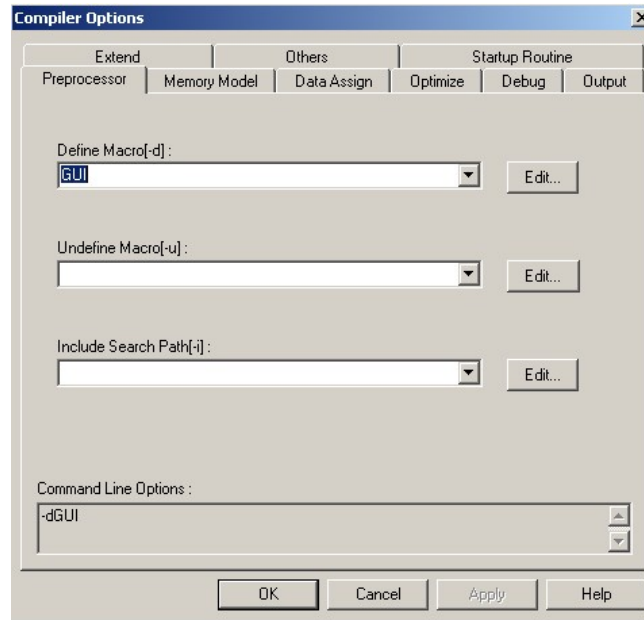 Compiler Options
Extend Others Startup Routine
Preprocessor Memory Model Data Assign Optimize Debug Output
Define Macro[-d] :
GUI Edit...
Undefine Macro[-u] :
Edit...
Include Search Path[-i] :
Edit...
Command Line Options :
-dGUI
OK Cancel Apply Help